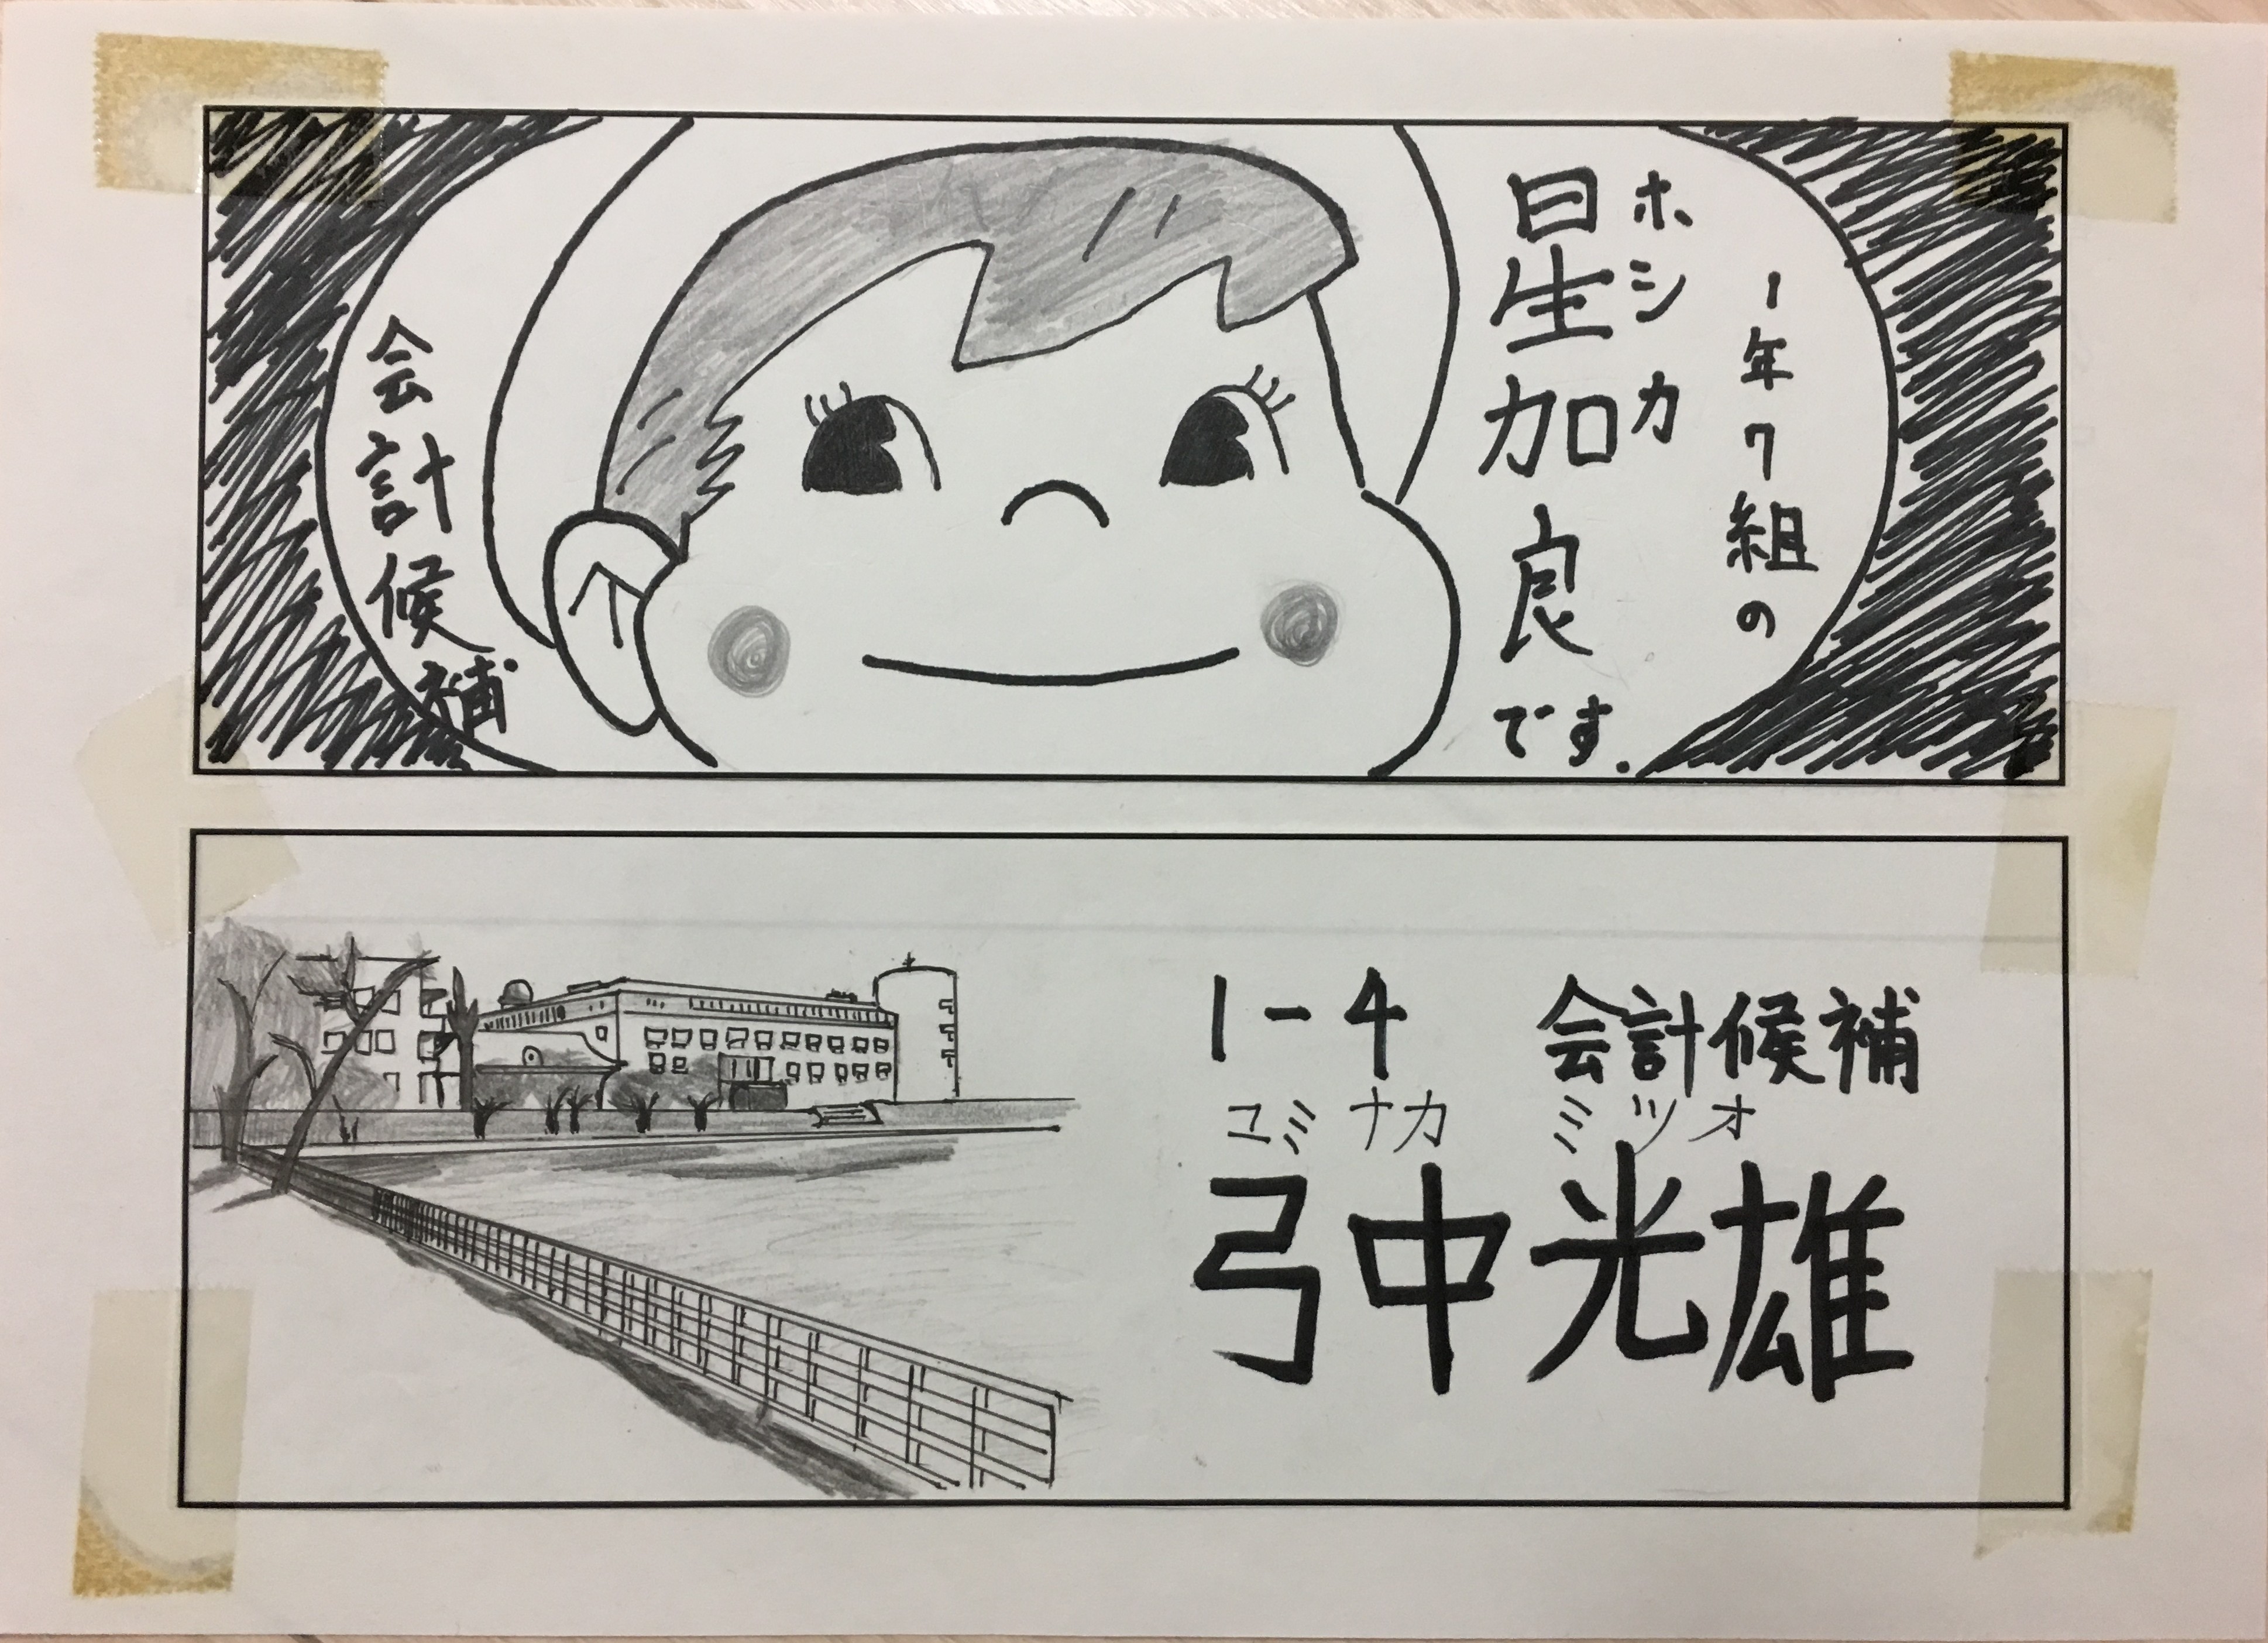 1年7組の
ホシカ
星加良です.
会計候補
1-4 会計候補
ユミナカ ミツオ
弓中光雄